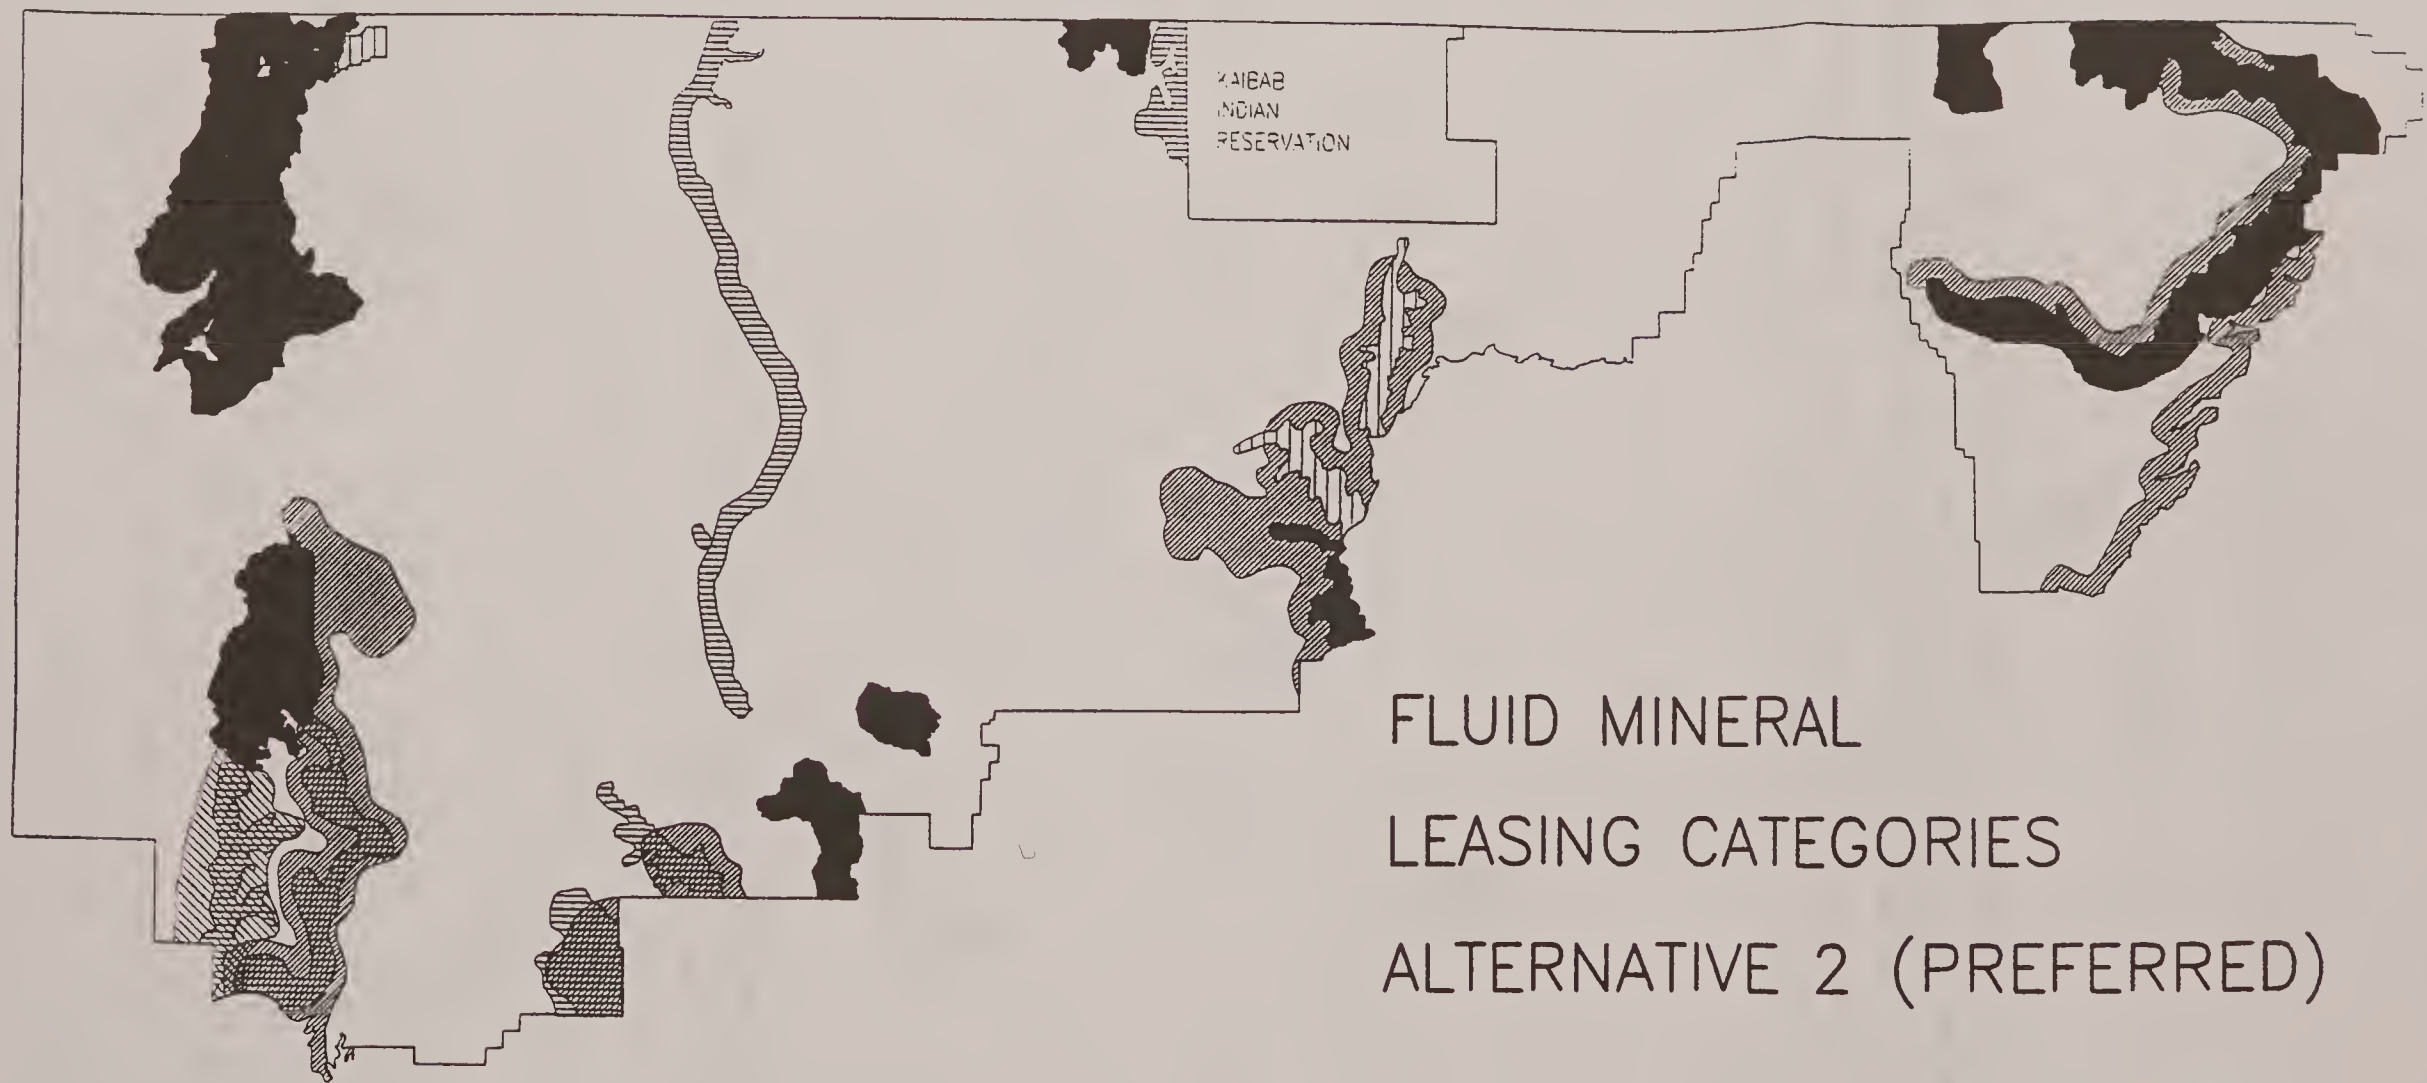 KAIBAB
INDIAN
RESERVATION
FLUID MINERAL
LEASING CATEGORIES
ALTERNATIVE 2 (PREFERRED)